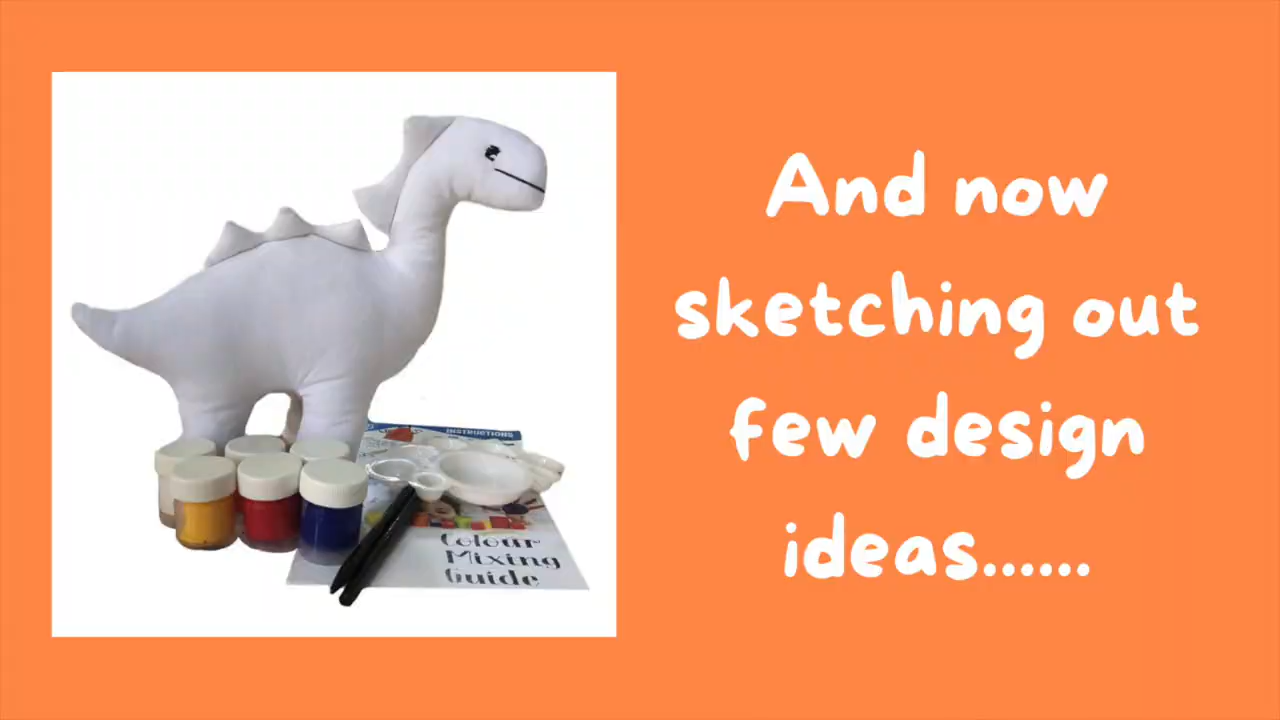 And now
sketching out
few design
ideas......
INSTRUCTIONS
Colour
Mixing
Guide